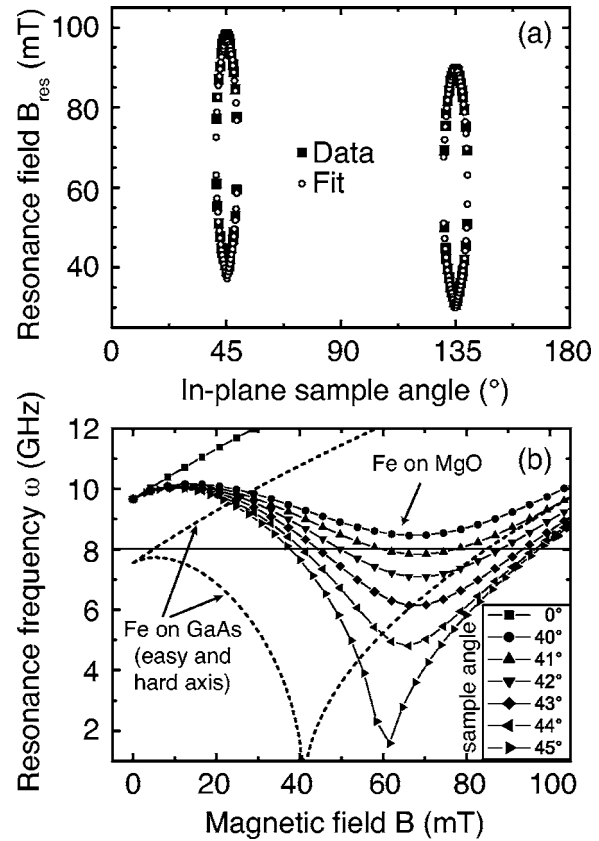 (a)
Resonance field B_res (mT)
100
80
60
40
Data
Fit
0
45
90
135
180
In-plane sample angle (°)
(b)
Resonance frequency ω (GHz)
12
10
8
6
4
2
Fe on MgO
Fe on GaAs
(easy and
hard axis)
sample angle
0°
40°
41°
42°
43°
44°
45°
0
20
40
60
80
100
Magnetic field B (mT)